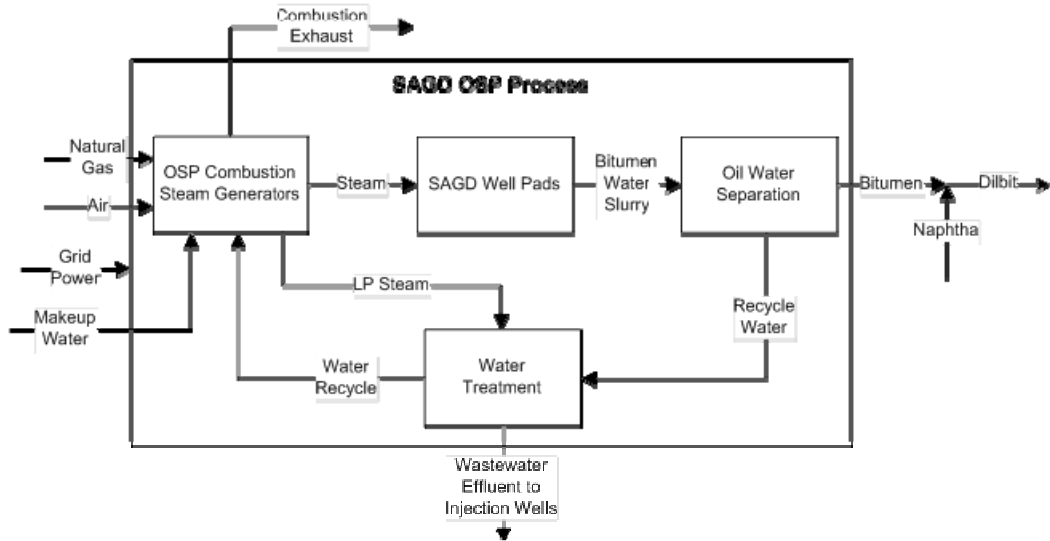 Combustion
Exhaust
SAGD OSP Process
Natural
Gas
Air
Grid
Power
Makeup
Water
OSP Combustion
Steam Generators
Steam
SAGD Well Pads
Bitumen
Water
Slurry
Oil Water
Separation
Bitumen
Dilbit
Naphtha
LP Steam
Recycle
Water
Water
Recycle
Water
Treatment
Wastewater
Effluent to
Injection Wells